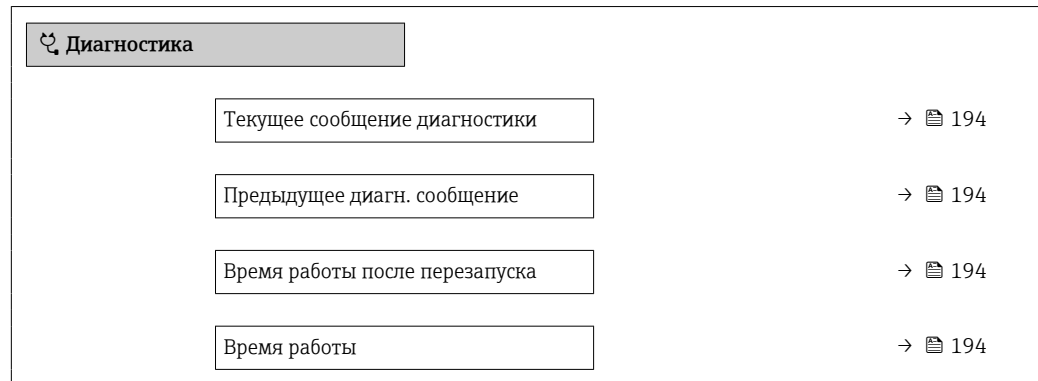 Диагностика
Текущее сообщение диагностики → 194
Предыдущее диагн. сообщение → 194
Время работы после перезапуска → 194
Время работы → 194